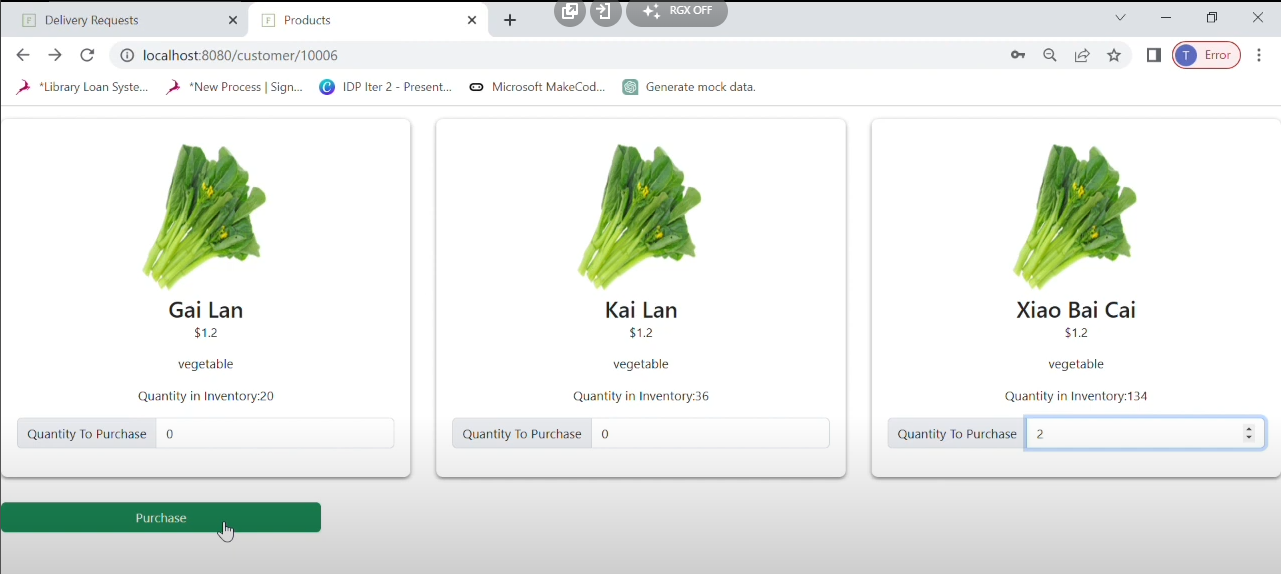 Delivery Requests
Products
RGX OFF
localhost:8080/customer/10006
T
Error
*Library Loan Syste...
*New Process | Sign...
IDP Iter 2 - Present...
Microsoft MakeCod...
Generate mock data.
Gai Lan
$1.2
vegetable
Quantity in Inventory:20
Quantity To Purchase 0
Kai Lan
$1.2
vegetable
Quantity in Inventory:36
Quantity To Purchase 0
Xiao Bai Cai
$1.2
vegetable
Quantity in Inventory:134
Quantity To Purchase 2
Purchase